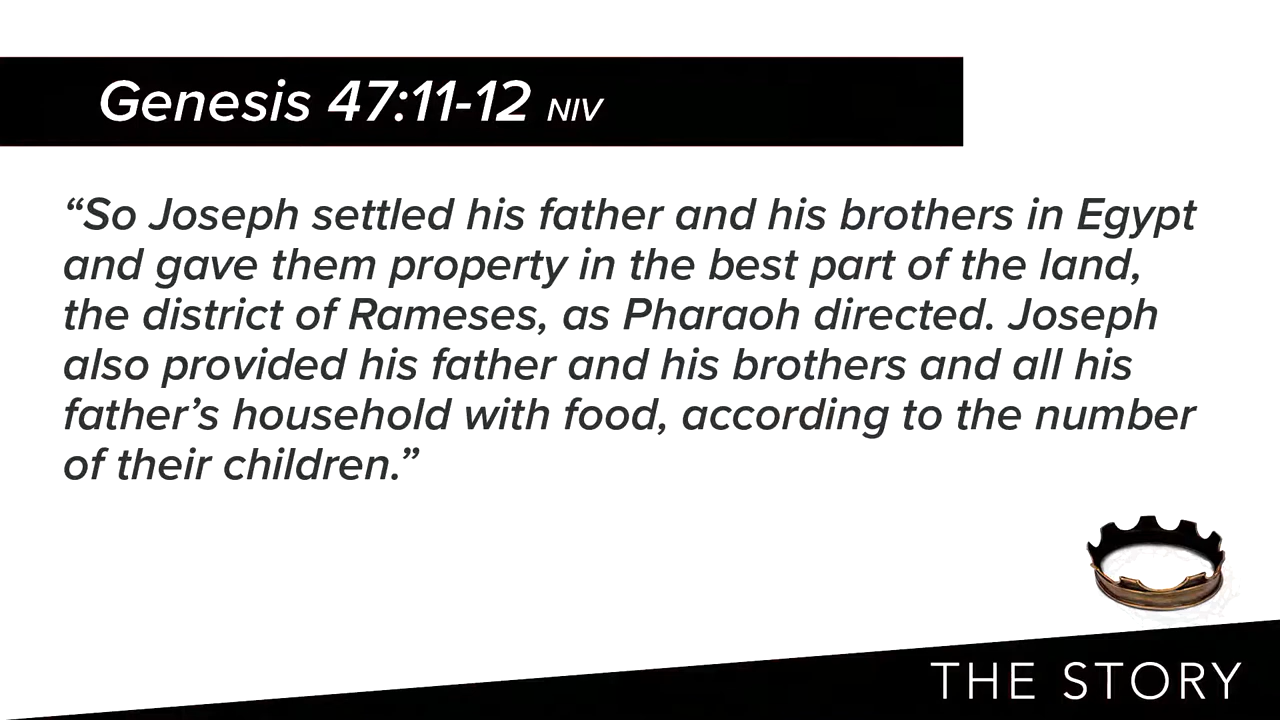 Genesis 47:11-12 NIV
“So Joseph settled his father and his brothers in Egypt
and gave them property in the best part of the land,
the district of Rameses, as Pharaoh directed. Joseph
also provided his father and his brothers and all his
father’s household with food, according to the number
of their children.”
THE STORY